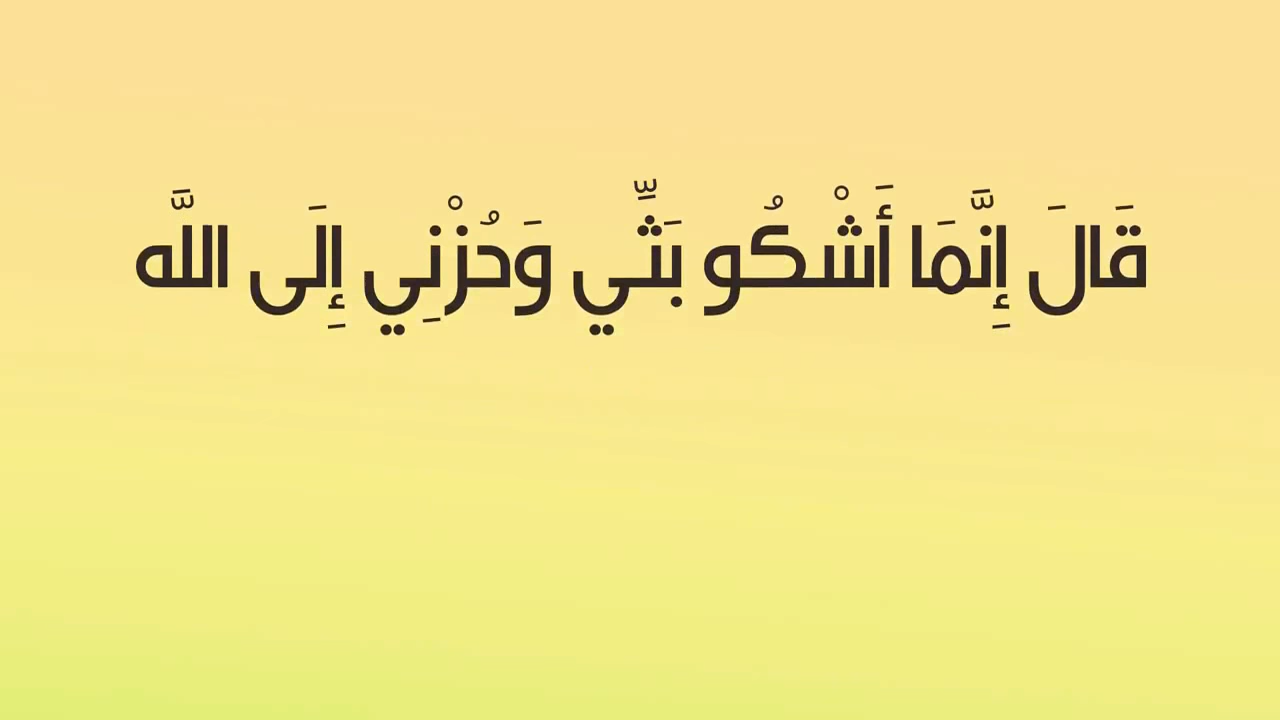 قَالَ إِنَّمَا أَشْكُو بَثِّي وَحُزْنِي إِلَى اللَّه